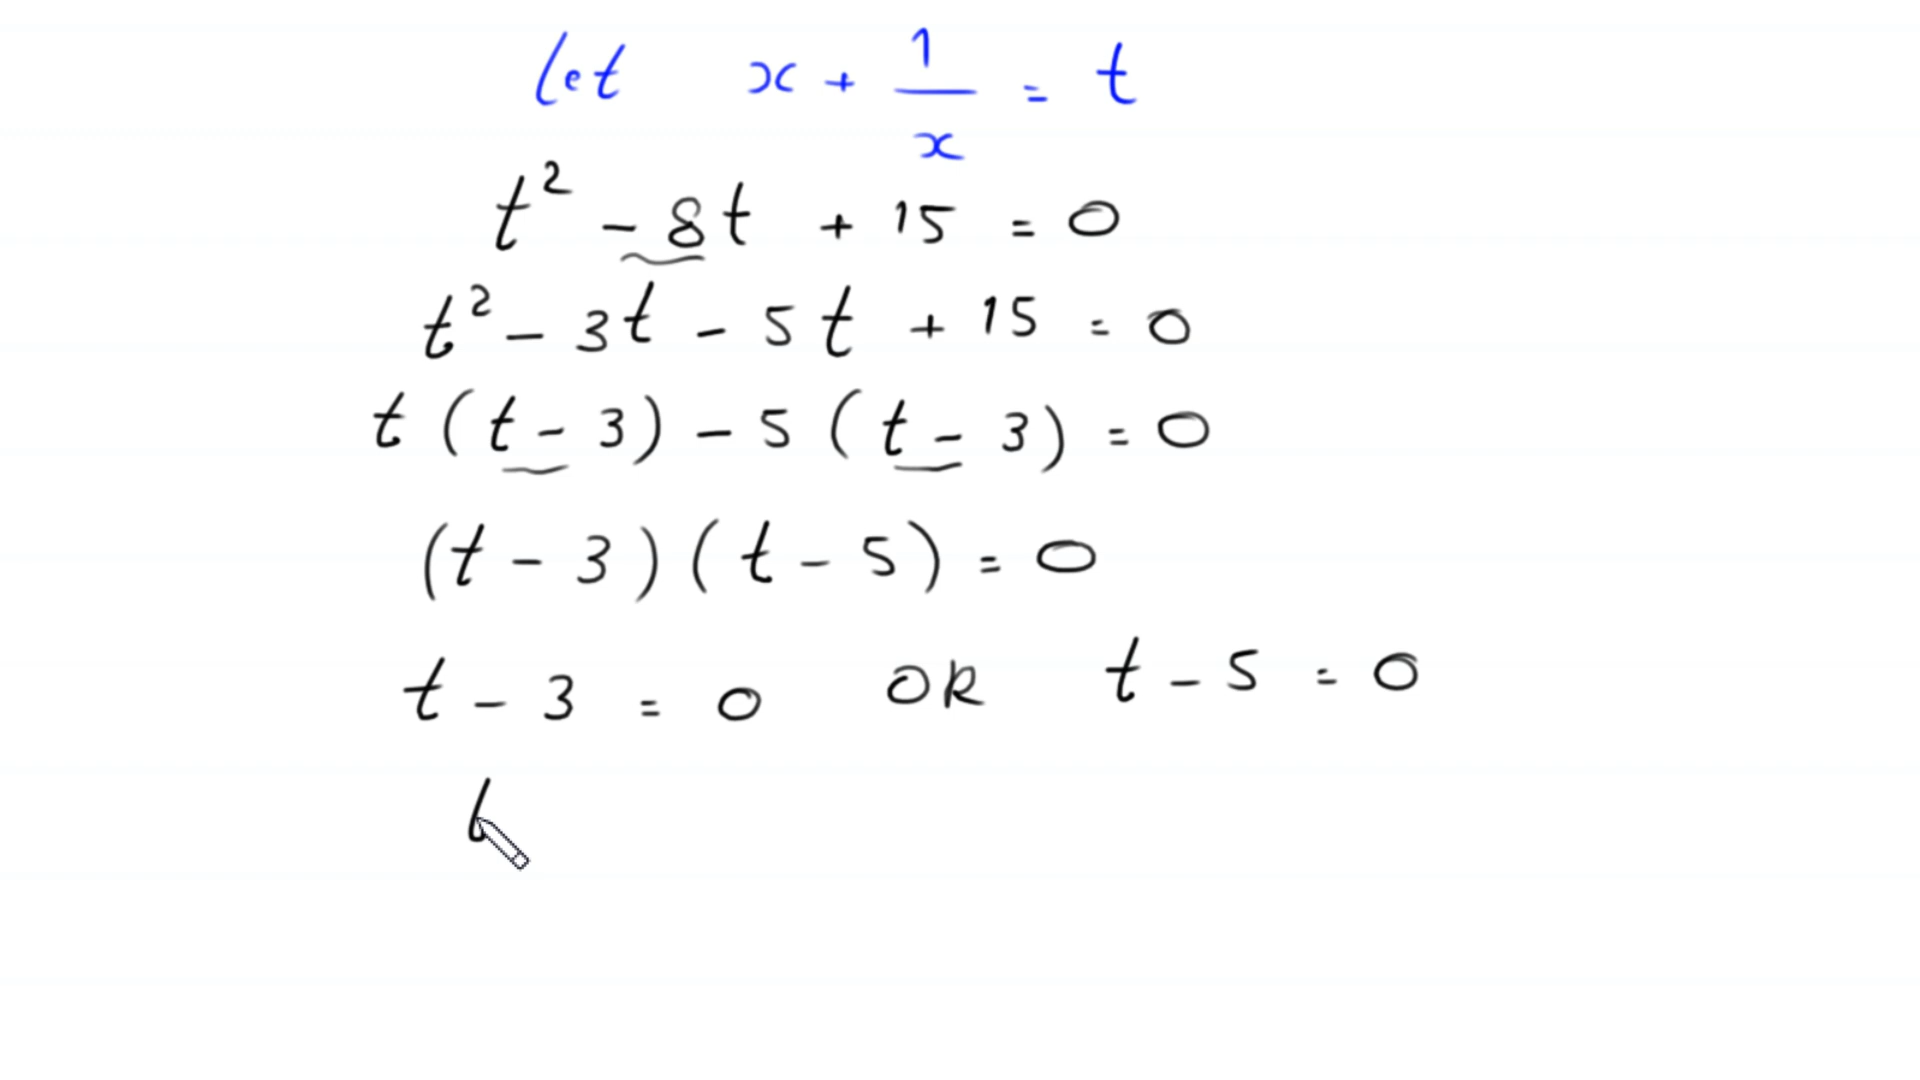 let x + 1/x = t
t² - 8t + 15 = 0
t² - 3t - 5t + 15 = 0
t (t - 3) - 5 (t - 3) = 0
(t - 3) (t - 5) = 0
t - 3 = 0 OR t - 5 = 0